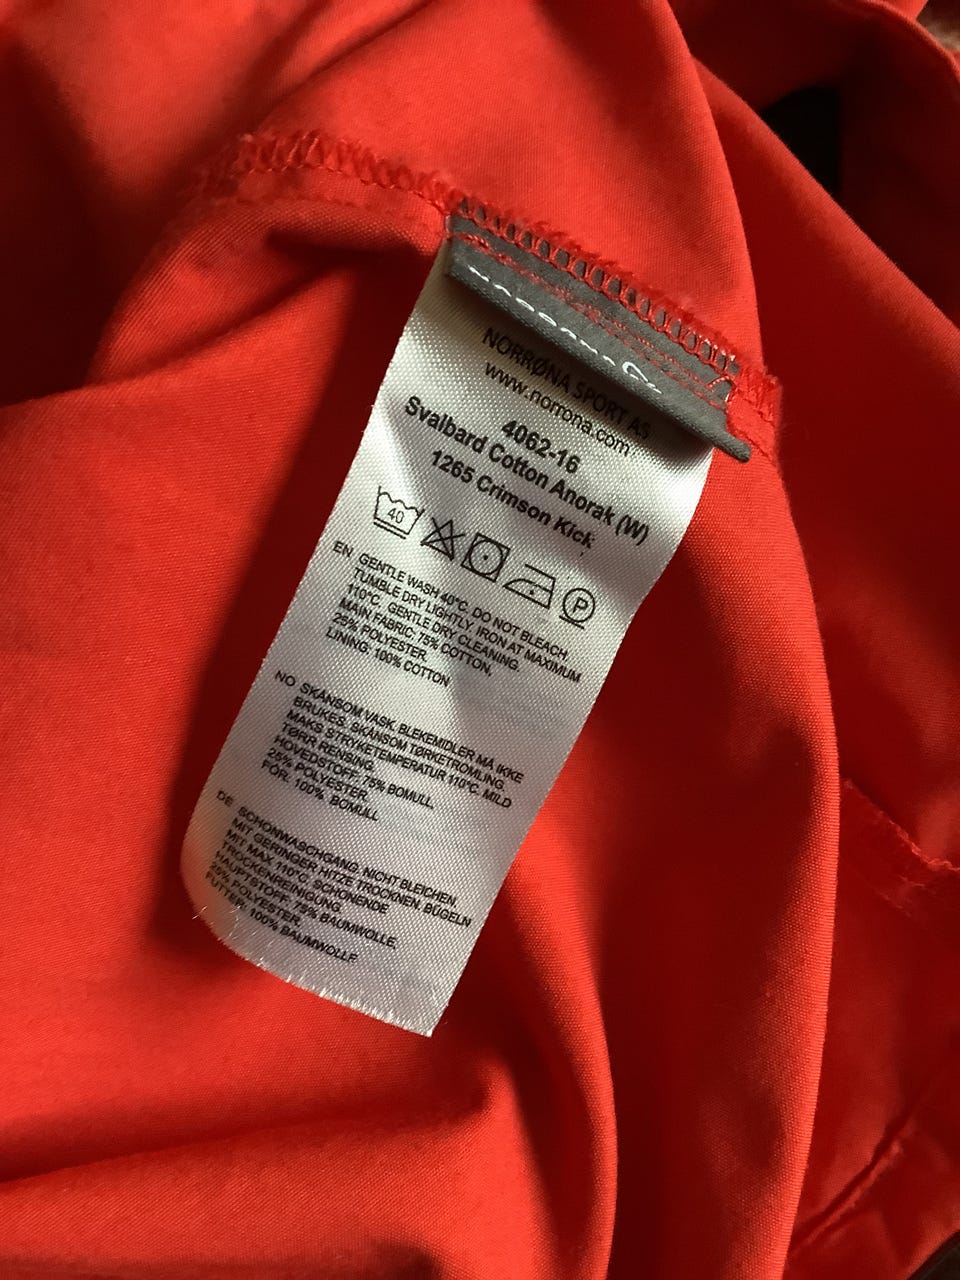 norrøna
NORRØNA SPORT AS
www.norrona.com
4062-16
Svalbard Cotton Anorak (W)
1265 Crimson Kick
40 P
EN GENTLE WASH 40°C. DO NOT BLEACH.
TUMBLE DRY LIGHTLY. IRON AT MAXIMUM
110°C. GENTLE DRY CLEANING.
MAIN FABRIC: 75% COTTON,
25% POLYESTER.
LINING: 100% COTTON
NO SKÅNSOM VASK. BLEKEMIDLER MÅ IKKE
BRUKES. SKÅNSOM TØRKETROMLING.
MAKS STRYKETEMPERATUR 110°C. MILD
TØRR RENSING.
HOVEDSTOFF: 75% BOMULL
25% POLYESTER.
FÔR: 100% BOMULL
DE SCHONWASCHGANG. NICHT BLEICHEN.
MIT GERINGER HITZE TROCKNEN. BÜGELN
MIT MAX 110°C. SCHONENDE
TROCKENREINIGUNG
HAUPTSTOFF: 75% BAUMWOLLE,
25% POLYESTER.
FUTTER: 100% BAUMWOLLE